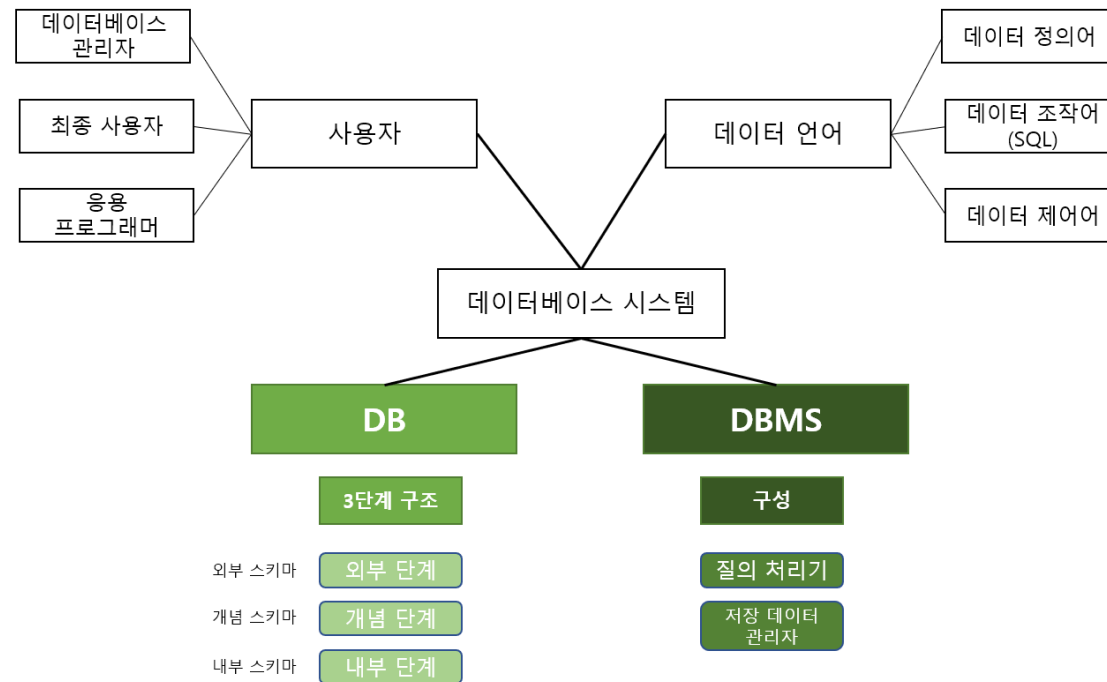 데이터베이스
관리자
최종 사용자
응용
프로그래머
사용자
데이터 언어
데이터 정의어
데이터 조작어
(SQL)
데이터 제어어
데이터베이스 시스템
DB
3단계 구조
외부 스키마
외부 단계
개념 스키마
개념 단계
내부 스키마
내부 단계
DBMS
구성
질의 처리기
저장 데이터
관리자